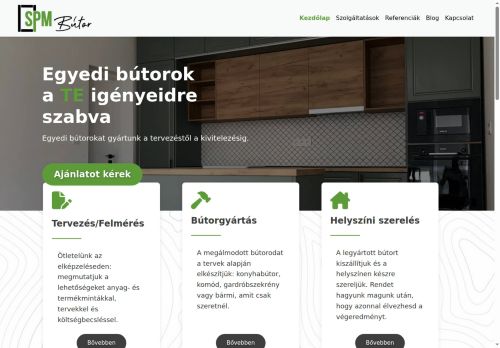 SPM Bútor
Kezdőlap Szolgáltatások Referenciák Blog Kapcsolat
Egyedi bútorok
a TE igényeidre
szabva
Egyedi bútorokat gyártunk a tervezéstől a kivitelezésig.
Ajánlatot kérek
Tervezés/Felmérés
Ötletelünk az
elképzeléseden:
megmutatjuk a
lehetőségeket anyag- és
termékmintákkal,
tervekkel és
költségbecsléssel.
Bővebben
Bútorgyártás
A megálmodott bútorodat
a tervek alapján
elkészítjük: konyhabútor,
komód, gardróbszekrény
vagy bármi, amit csak
szeretnél.
Bővebben
Helyszíni szerelés
A legyártott bútort
kiszállítjuk és a
helyszínen készre
szereljük. Rendet
hagyunk magunk után,
hogy azonnal élvezhesd a
végeredményt.
Bővebben